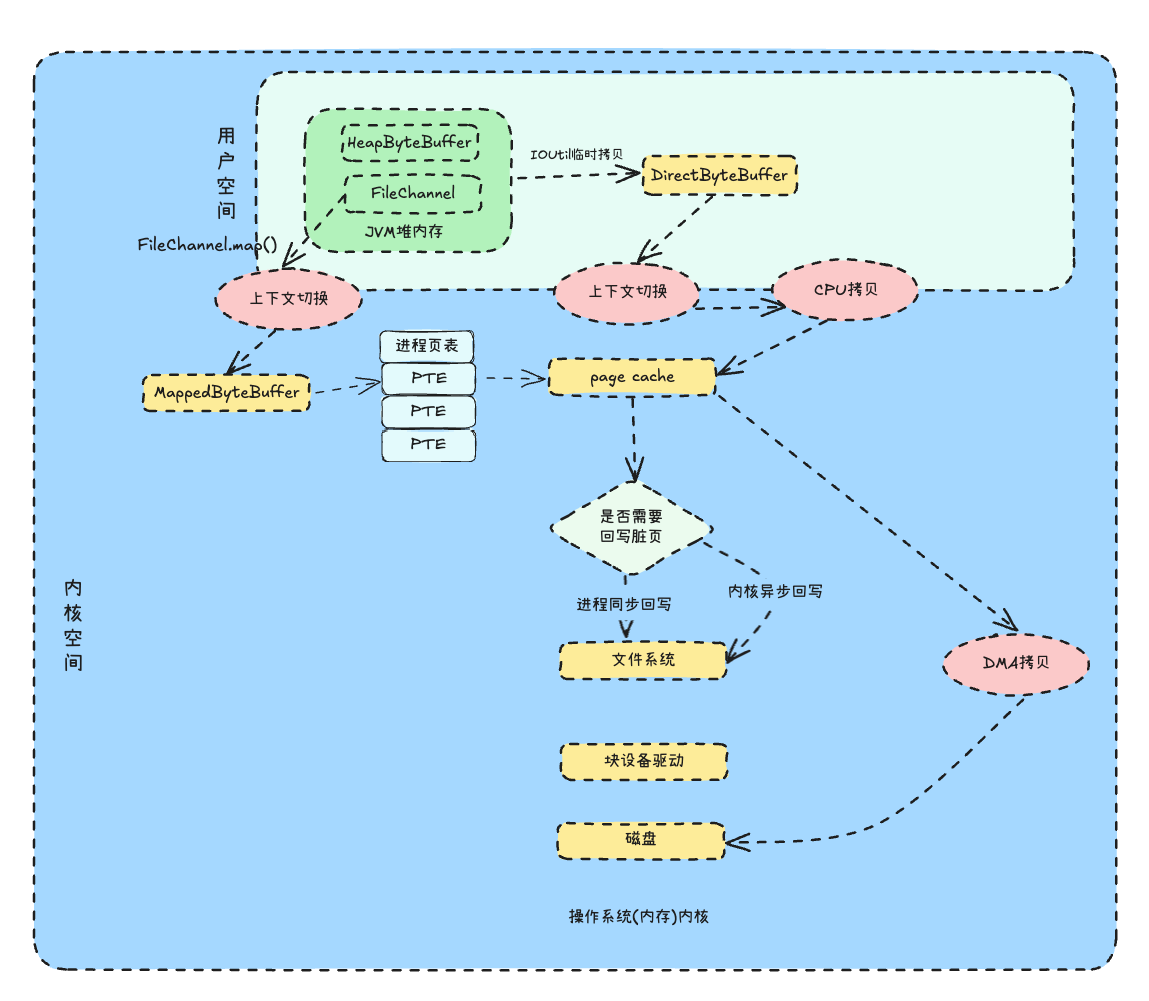 用
户
空
间
HeapByteBuffer
FileChannel
JVM堆内存
IOUtil临时拷贝
DirectByteBuffer
FileChannel.map()
上下文切换
上下文切换
CPU拷贝
进程页表
PTE
PTE
PTE
MappedByteBuffer
page cache
是否需要
回写脏页
进程同步回写
内核异步回写
内
核
空
间
文件系统
DMA拷贝
块设备驱动
磁盘
操作系统(内存)内核